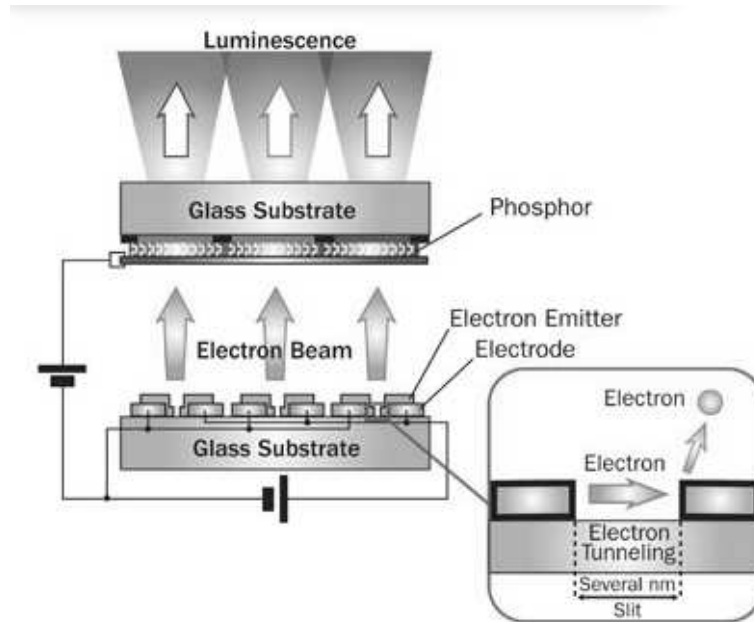 Luminescence
Glass Substrate
Phosphor
Electron Beam
Electron Emitter
Electrode
Glass Substrate
Electron
Electron
Electron
Tunneling
Several nm
Slit